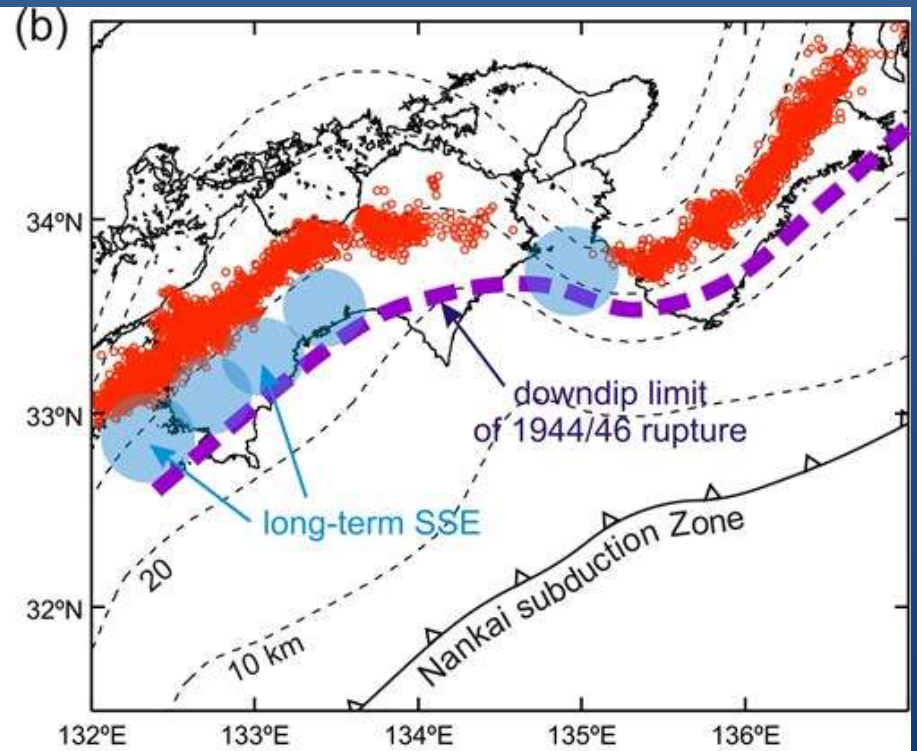 (b)
34ºN
33ºN
32ºN
downdip limit
of 1944/46 rupture
long-term SSE
20
10 km
Nankai subduction Zone
132ºE
133ºE
134ºE
135ºE
136ºE